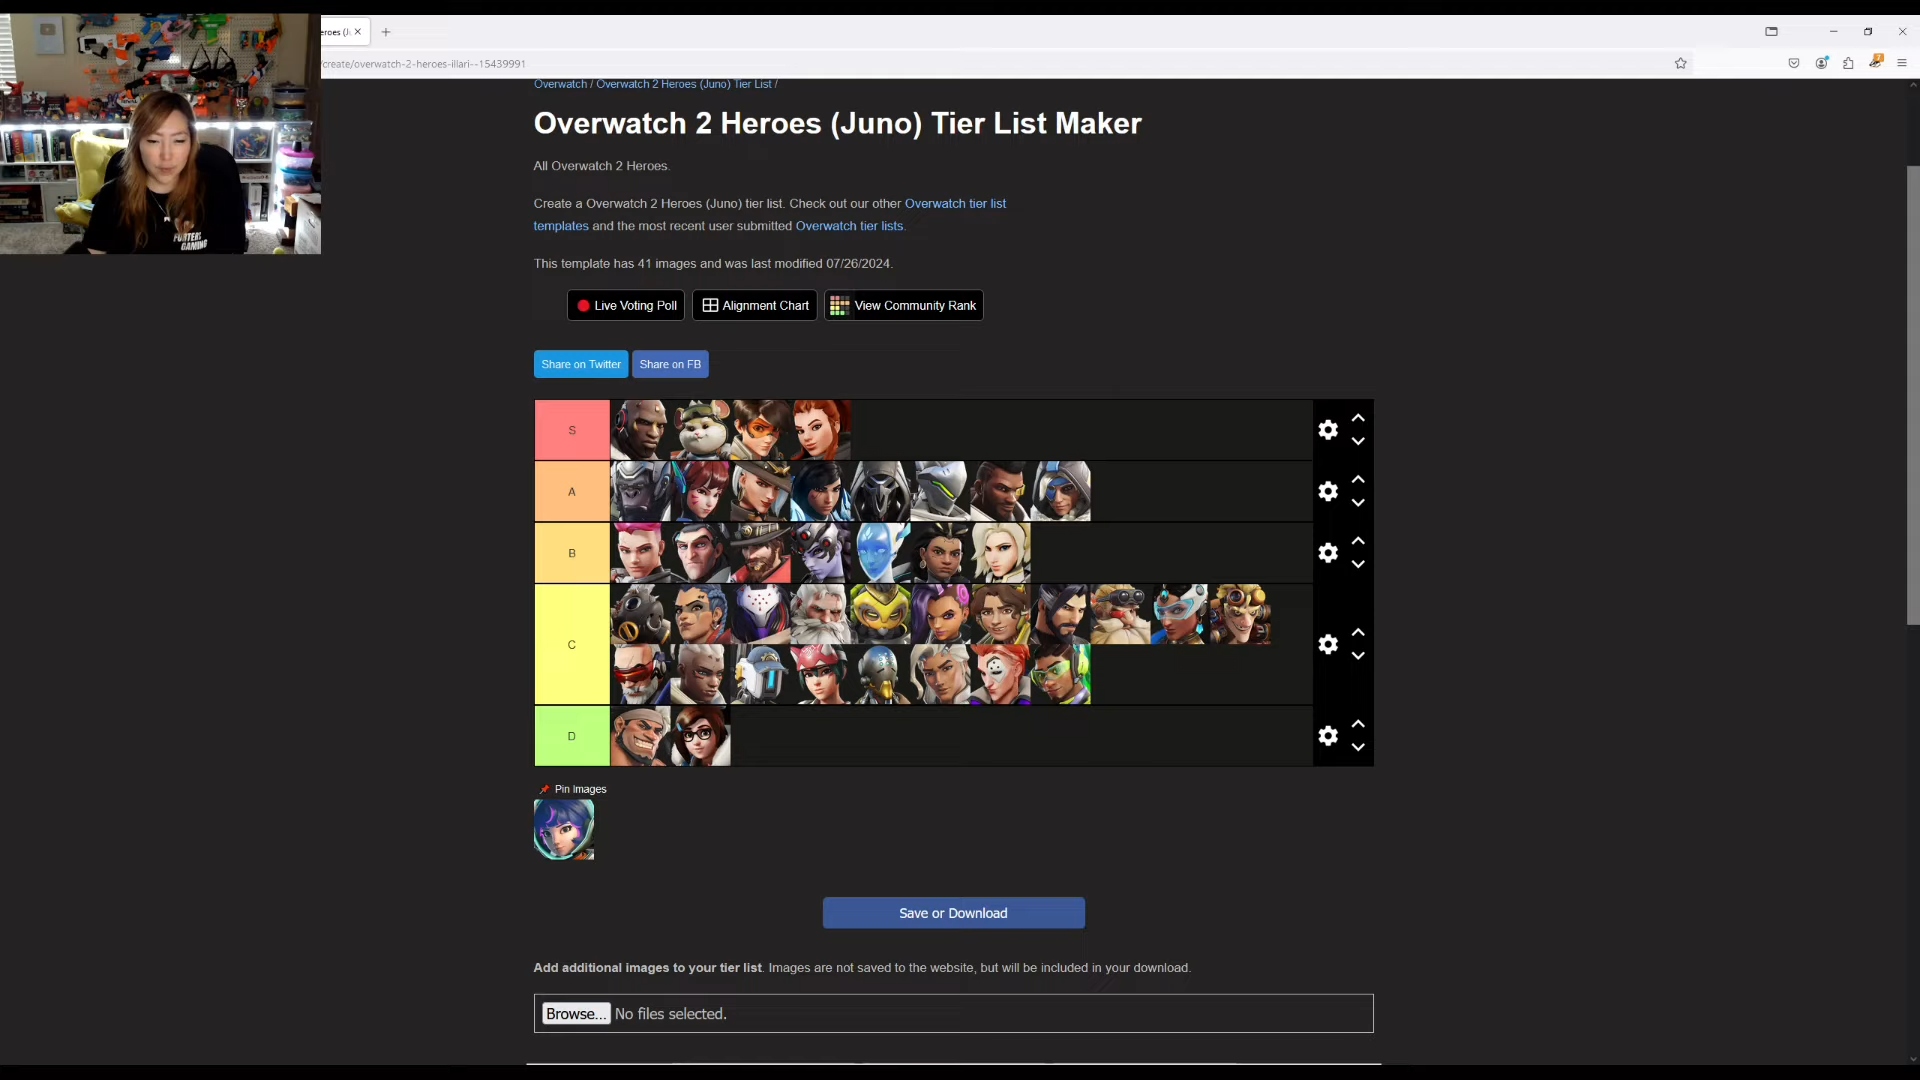 eroes (J
/create/overwatch-2-heroes-illari--15439991
Overwatch / Overwatch 2 Heroes (Juno) Tier List /
Overwatch 2 Heroes (Juno) Tier List Maker
All Overwatch 2 Heroes.
Create a Overwatch 2 Heroes (Juno) tier list. Check out our other Overwatch tier list
templates and the most recent user submitted Overwatch tier lists.
This template has 41 images and was last modified 07/26/2024.
Live Voting Poll
Alignment Chart
View Community Rank
Share on Twitter
Share on FB
S
A
B
C
D
Pin Images
Save or Download
Add additional images to your tier list. Images are not saved to the website, but will be included in your download.
Browse... No files selected.
GAMING